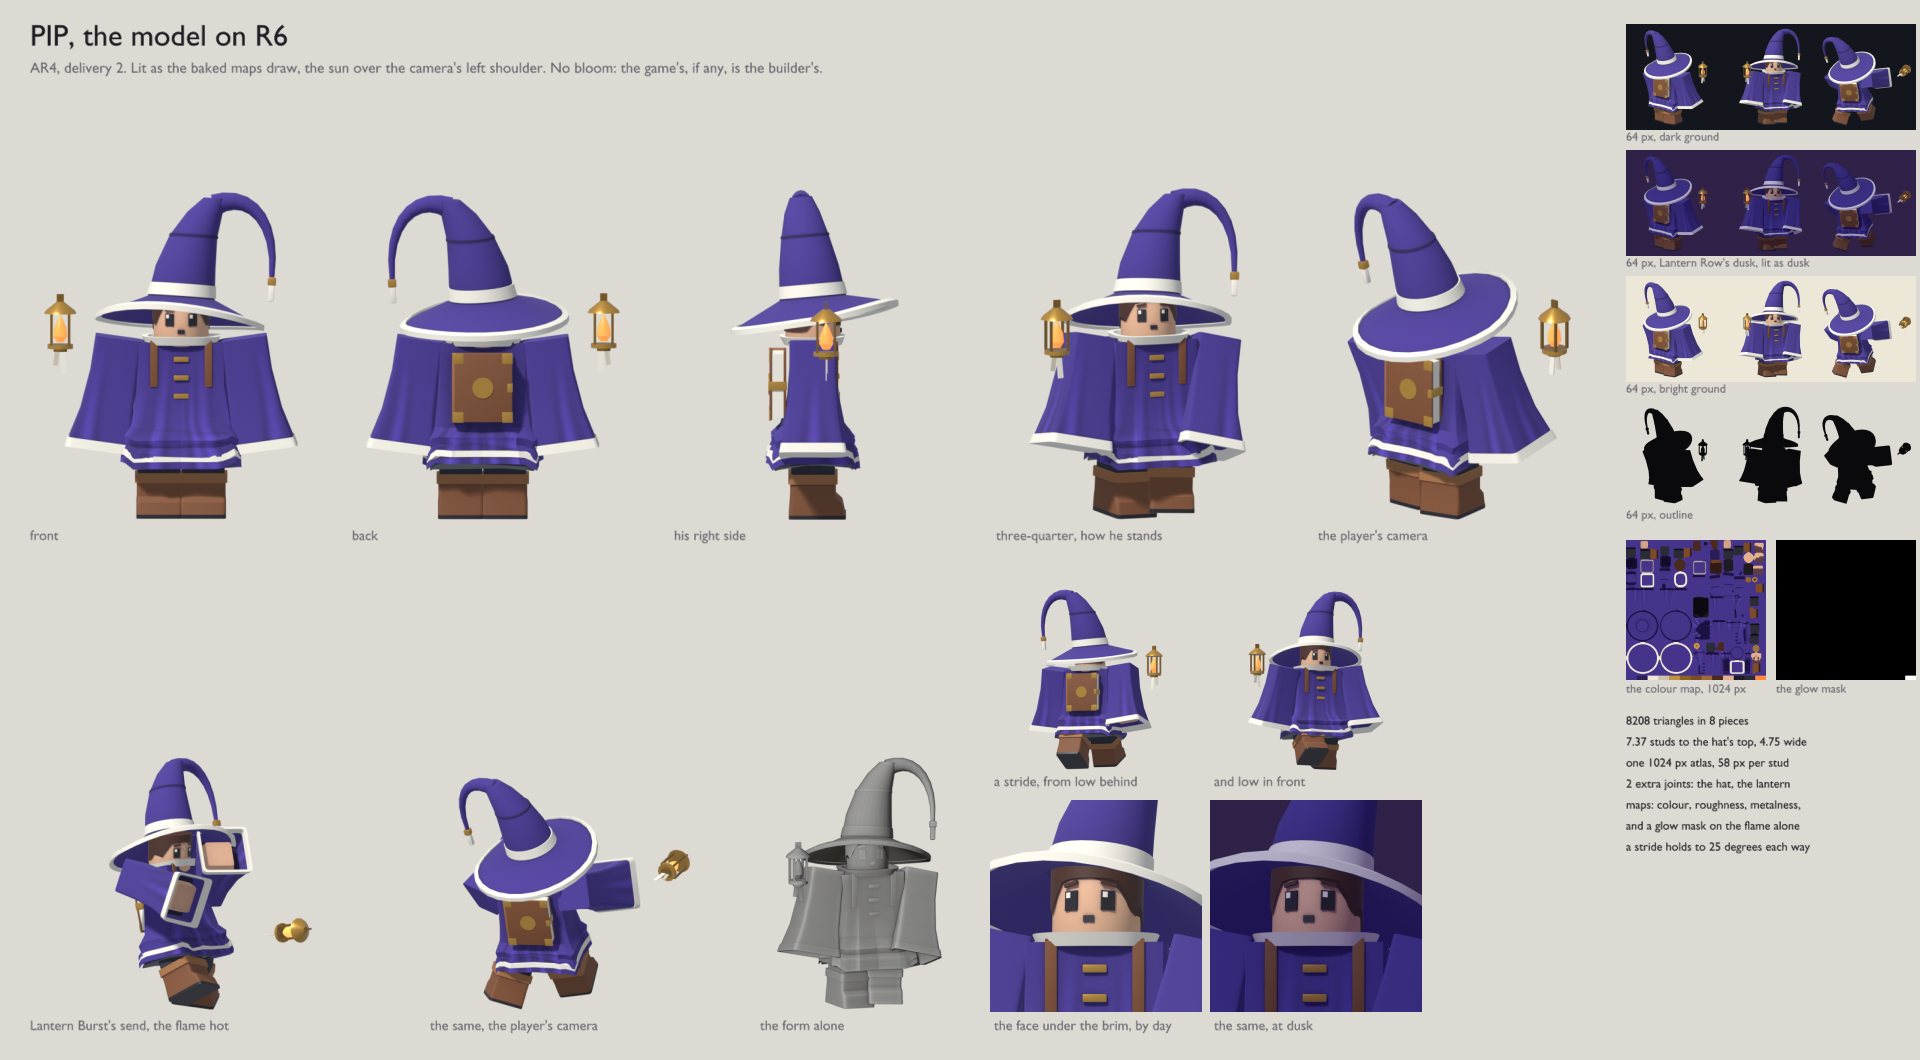 PIP, the model on R6
AR4, delivery 2. Lit as the baked maps draw, the sun over the camera's left shoulder. No bloom: the game's, if any, is the builder's.
64 px, dark ground
64 px, Lantern Row's dusk, lit as dusk
64 px, bright ground
64 px, outline
front
back
his right side
three-quarter, how he stands
the player's camera
the colour map, 1024 px
the glow mask
8208 triangles in 8 pieces
7.37 studs to the hat's top, 4.75 wide
one 1024 px atlas, 58 px per stud
2 extra joints: the hat, the lantern
maps: colour, roughness, metalness,
and a glow mask on the flame alone
a stride holds to 25 degrees each way
a stride, from low behind
and low in front
Lantern Burst's send, the flame hot
the same, the player's camera
the form alone
the face under the brim, by day
the same, at dusk